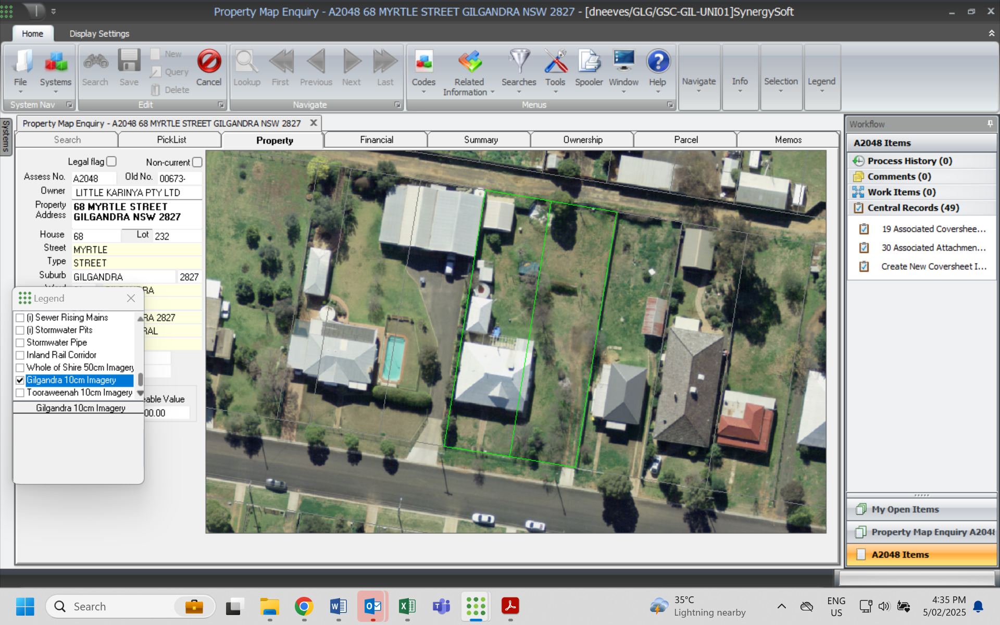 Property Map Enquiry - A2048 68 MYRTLE STREET GILGANDRA NSW 2827 - [dneeves/GLG/GSC-GIL-UNI01]SynergySoft
Home
Display Settings
File
Systems
System Nav
Search
Save
New
Query
Delete
Cancel
Edit
Lookup
First
Previous
Next
Last
Navigate
Codes
Related
Information
Searches
Tools
Spooler
Window
Help
Menus
Navigate
Info
Selection
Legend
Systems
Property Map Enquiry - A2048 68 MYRTLE STREET GILGANDRA NSW 2827
Search
PickList
Property
Financial
Summary
Ownership
Parcel
Memos
Legal flag
Non-current
Assess No. A2048 Old No. 00673-
Owner LITTLE KARINYA PTY LTD
Property 68 MYRTLE STREET
Address GILGANDRA NSW 2827
House 68 Lot 232
Street MYRTLE
Type STREET
Suburb GILGANDRA 2827
RA
RA 2827
RAL
eable Value
00.00
Legend
(i) Sewer Rising Mains
(i) Stormwater Pits
Stormwater Pipe
Inland Rail Corridor
Whole of Shire 50cm Imagery
Gilgandra 10cm Imagery
Tooraweenah 10cm Imagery
Gilgandra 10cm Imagery
Workflow
A2048 Items
Process History (0)
Comments (0)
Work Items (0)
Central Records (49)
19 Associated Covershee...
30 Associated Attachmen...
Create New Coversheet I...
My Open Items
Property Map Enquiry A2048
A2048 Items
Search
35°C
Lightning nearby
ENG
US
4:35 PM
5/02/2025